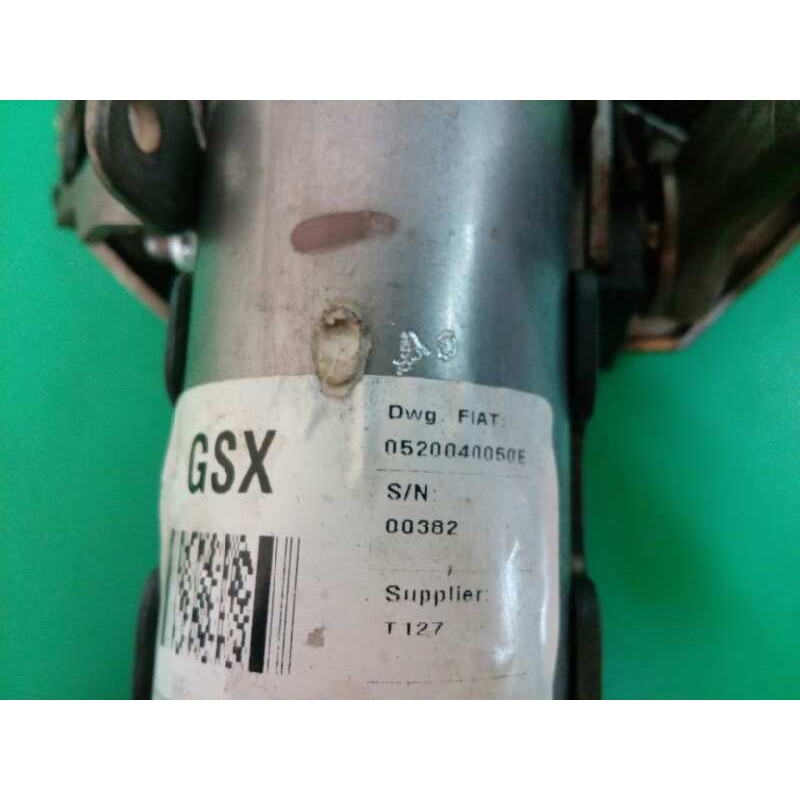 GSX
Dwg. FIAT:
0520040050E
S/N:
00382
Supplier:
T127